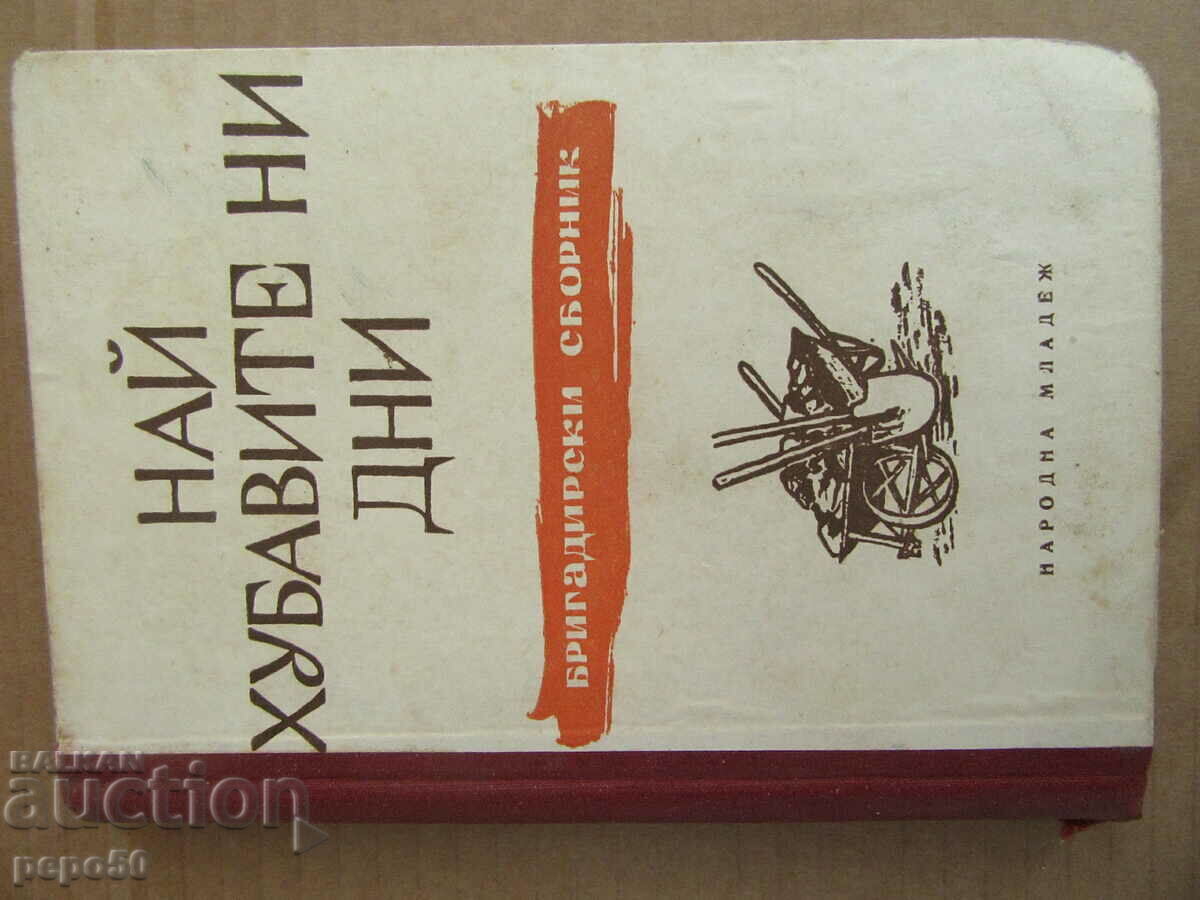 НАЙ
ХУБАВИТЕ НИ
ДНИ
БРИГАДИРСКИ СБОРНИК
НАРОДНА МЛАДЕЖ
BALKAN
auction
pepo50